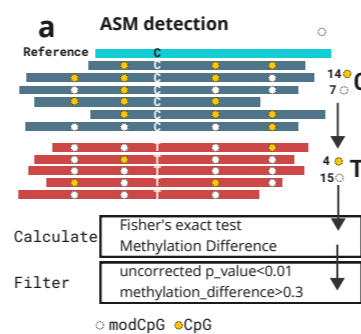 a ASM detection
Reference C
C
C
C
C
C
C
14 C
7
T
T
T
T
T
4 T
15
Calculate Fisher's exact test
Methylation Difference
Filter uncorrected p_value<0.01
methylation_difference>0.3
modCpG CpG